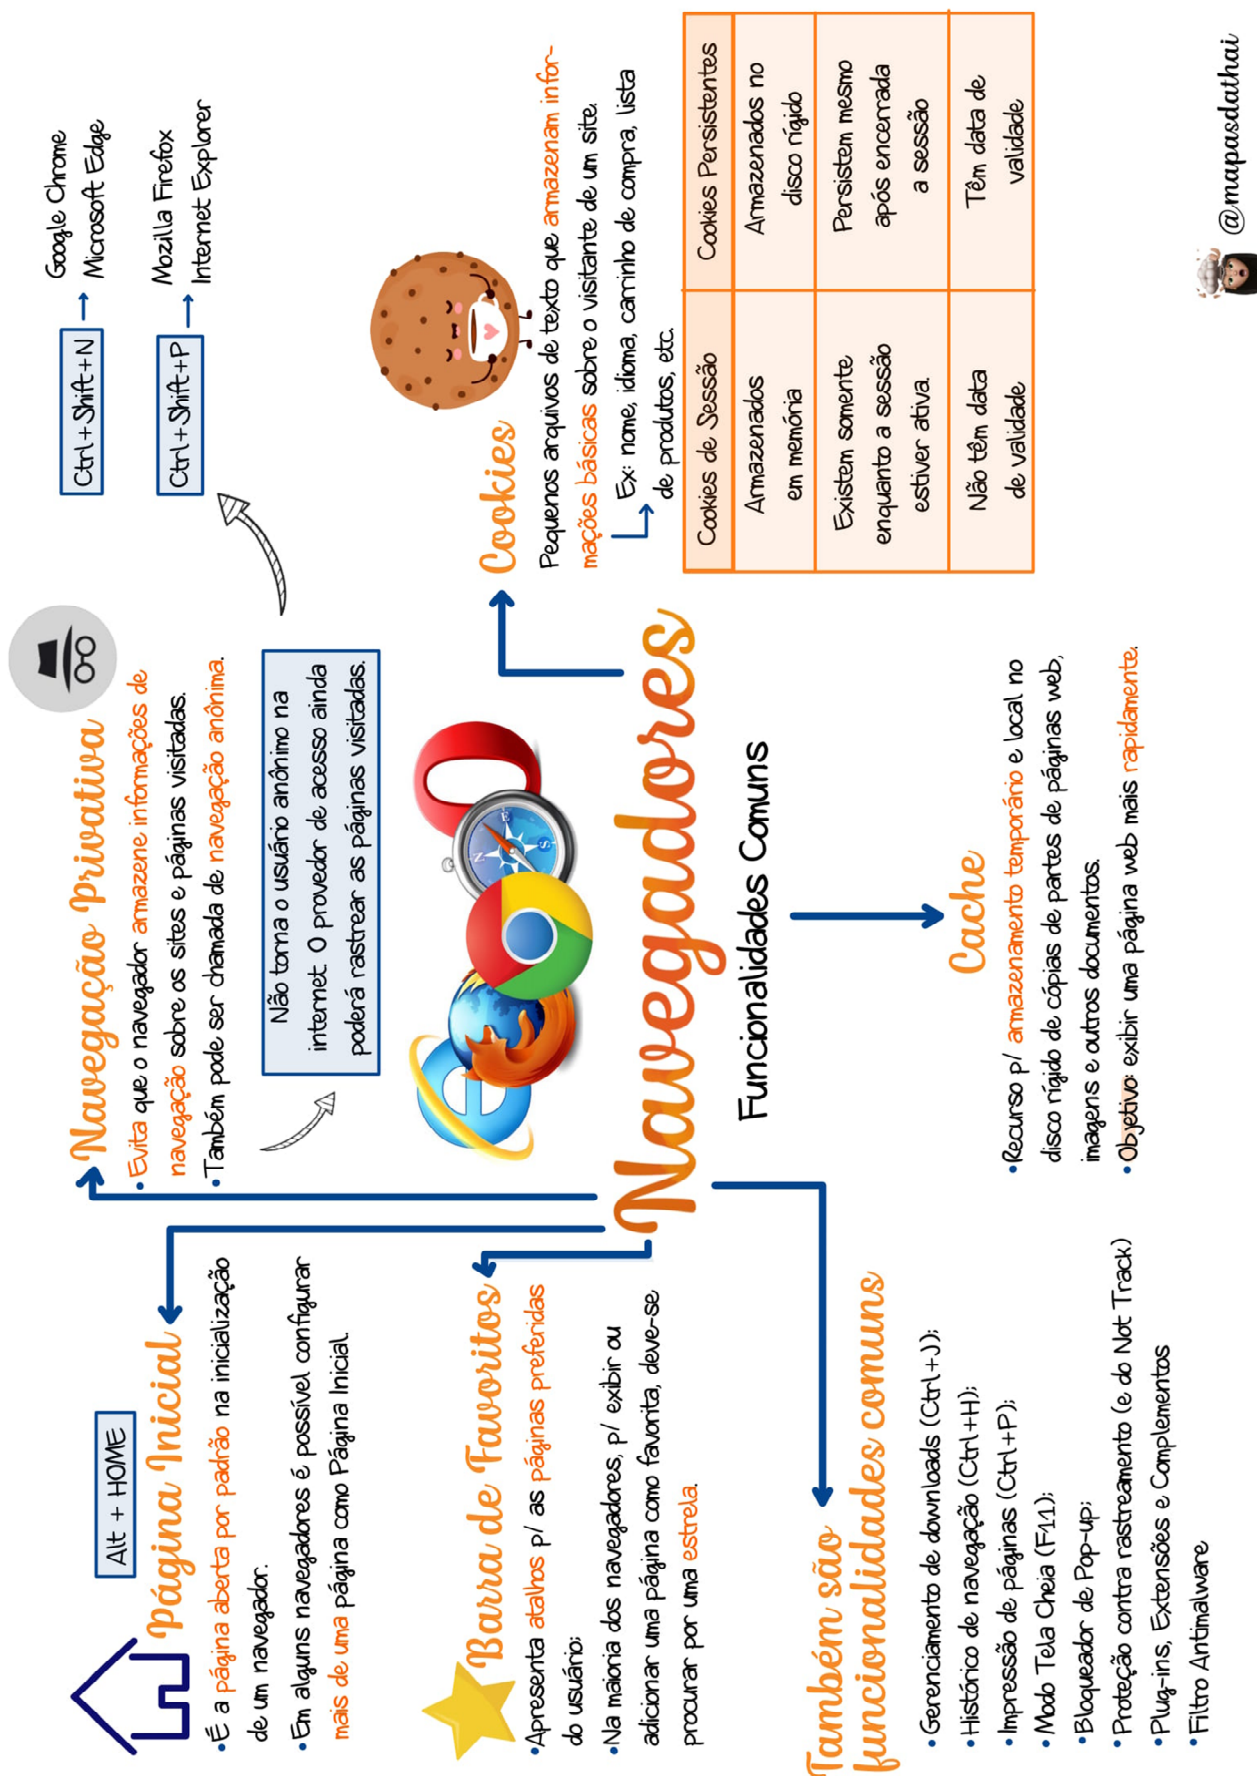 Alt + HOME
Página Inicial
•É a página aberta por padrão na inicialização
de um navegador.
•Em alguns navegadores é possível configurar
mais de uma página como Página Inicial.
Navegação Privativa
•Evita que o navegador armazene informações de
navegação sobre os sites e páginas visitadas.
•Também pode ser chamada de navegação anônima.
Não torna o usuário anônimo na
internet. O provedor de acesso ainda
poderá rastrear as páginas visitadas.
Ctrl+Shift+N
Google Chrome
Microsoft Edge
Ctrl+Shift+P
Mozilla Firefox
Internet Explorer
Barra de Favoritos
•Apresenta atalhos p/ as páginas preferidas
do usuário;
•Na maioria dos navegadores, p/ exibir ou
adicionar uma página como favorita, deve-se
procurar por uma estrela.
N
E
S
Navegadores
Funcionalidades Comuns
Cookies
Pequenos arquivos de texto que armazenam infor-
mações básicas sobre o visitante de um site.
Ex: nome, idioma, carrinho de compra, lista
de produtos, etc.
Cookies de Sessão
Cookies Persistentes
Armazenados
em memória
Armazenados no
disco rígido
Existem somente
enquanto a sessão
estiver ativa.
Persistem mesmo
após encerrada
a sessão
Não têm data
de validade
Têm data de
validade
Também são
funcionalidades comuns
•Gerenciamento de downloads (Ctrl+J);
•Histórico de navegação (Ctrl+H);
•Impressão de páginas (Ctrl+P);
•Modo Tela Cheia (F11);
•Bloqueador de Pop-up;
•Proteção contra rastreamento (e do Not Track)
•Plug-ins, Extensões e Complementos
•Filtro Antimalware
Cache
•Recurso p/ armazenamento temporário e local no
disco rígido de cópias de partes de páginas web,
imagens e outros documentos.
•Objetivo: exibir uma página web mais rapidamente.
@mapasdathai